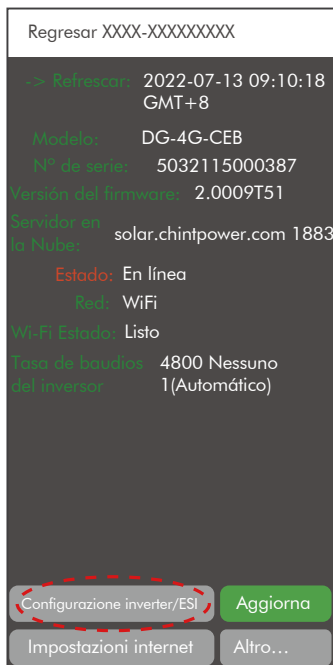 Regresar XXXX-XXXXXXXXX
-> Refrescar: 2022-07-13 09:10:18
GMT+8
Modelo: DG-4G-CEB
Nº de serie: 5032115000387
Versión del firmware: 2.0009T51
Servidor en
la Nube: solar.chintpower.com 1883
Estado: En línea
Red: WiFi
Wi-Fi Estado: Listo
Tasa de baudios 4800 Nessuno
del inversor 1(Automático)
Configurazione inverter/ESI Aggiorna
Impostazioni internet Altro...